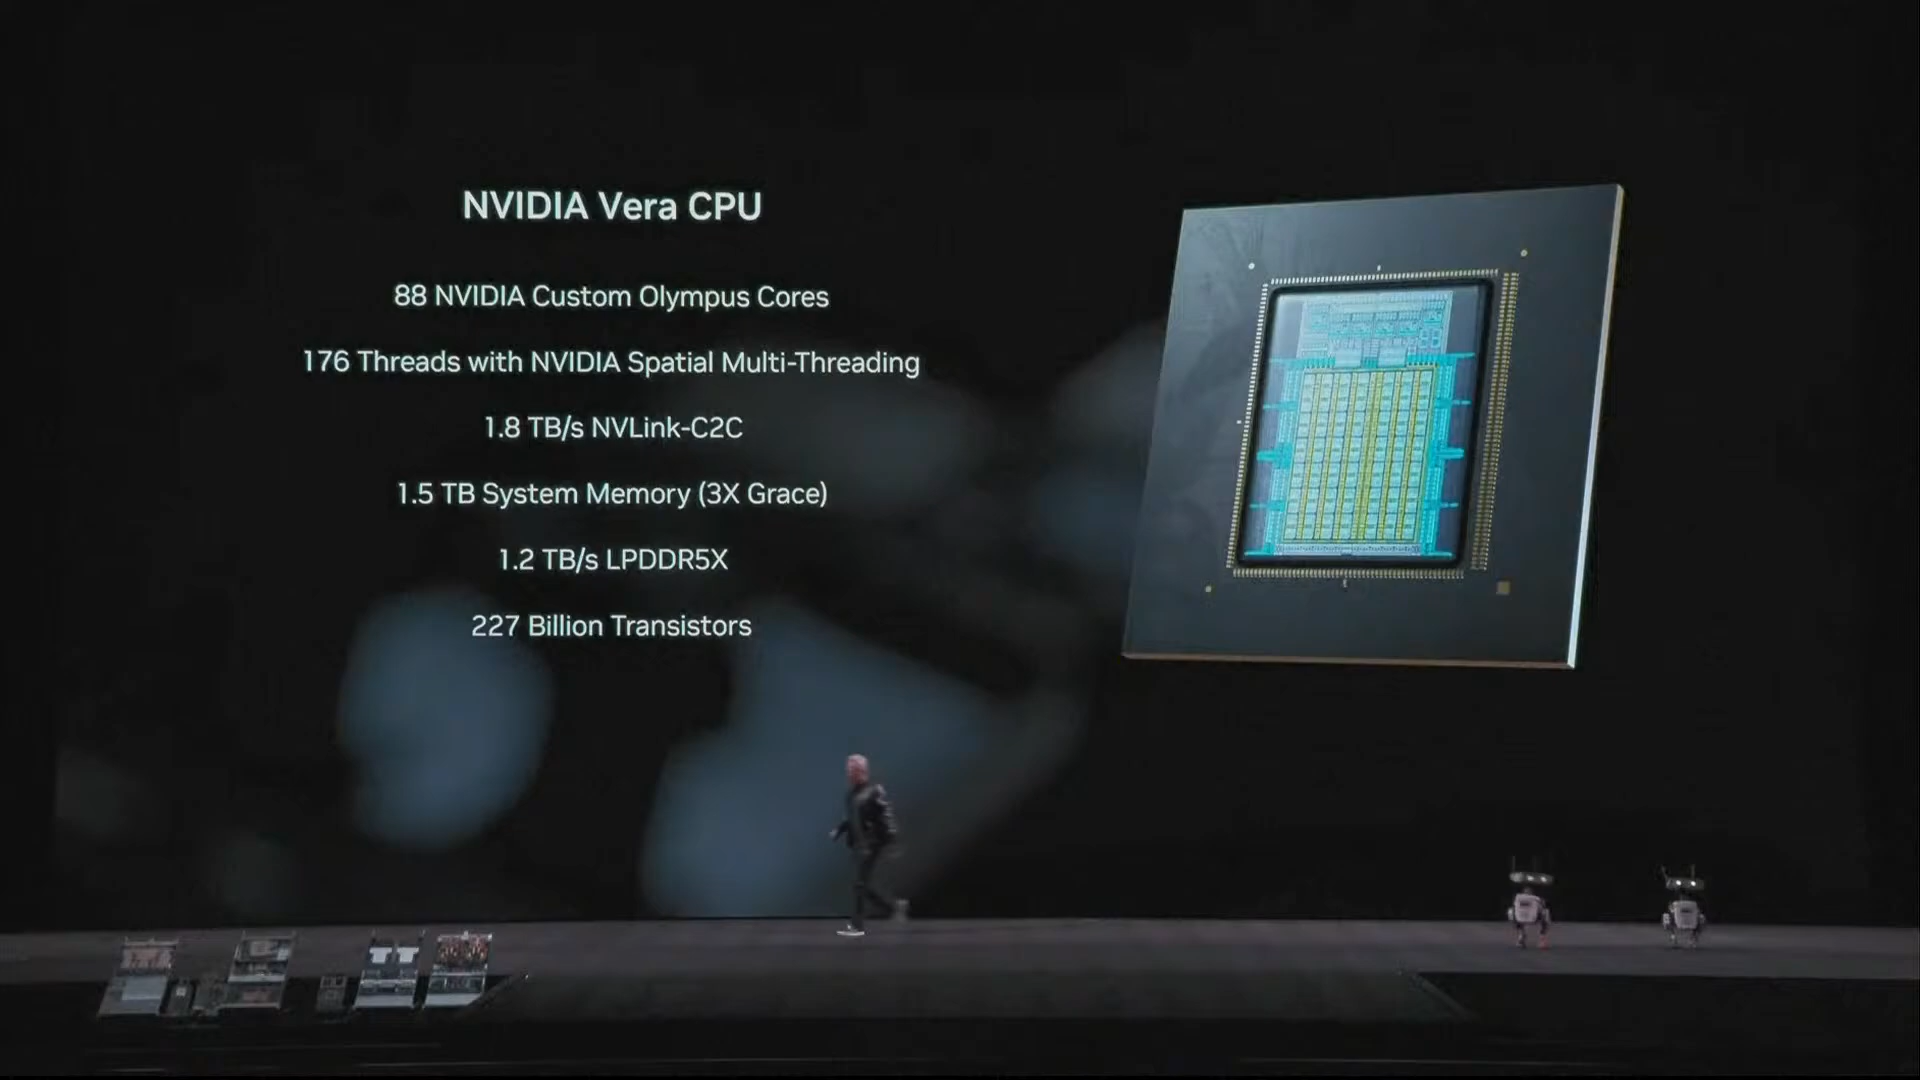 NVIDIA Vera CPU
88 NVIDIA Custom Olympus Cores
176 Threads with NVIDIA Spatial Multi-Threading
1.8 TB/s NVLink-C2C
1.5 TB System Memory (3X Grace)
1.2 TB/s LPDDR5X
227 Billion Transistors